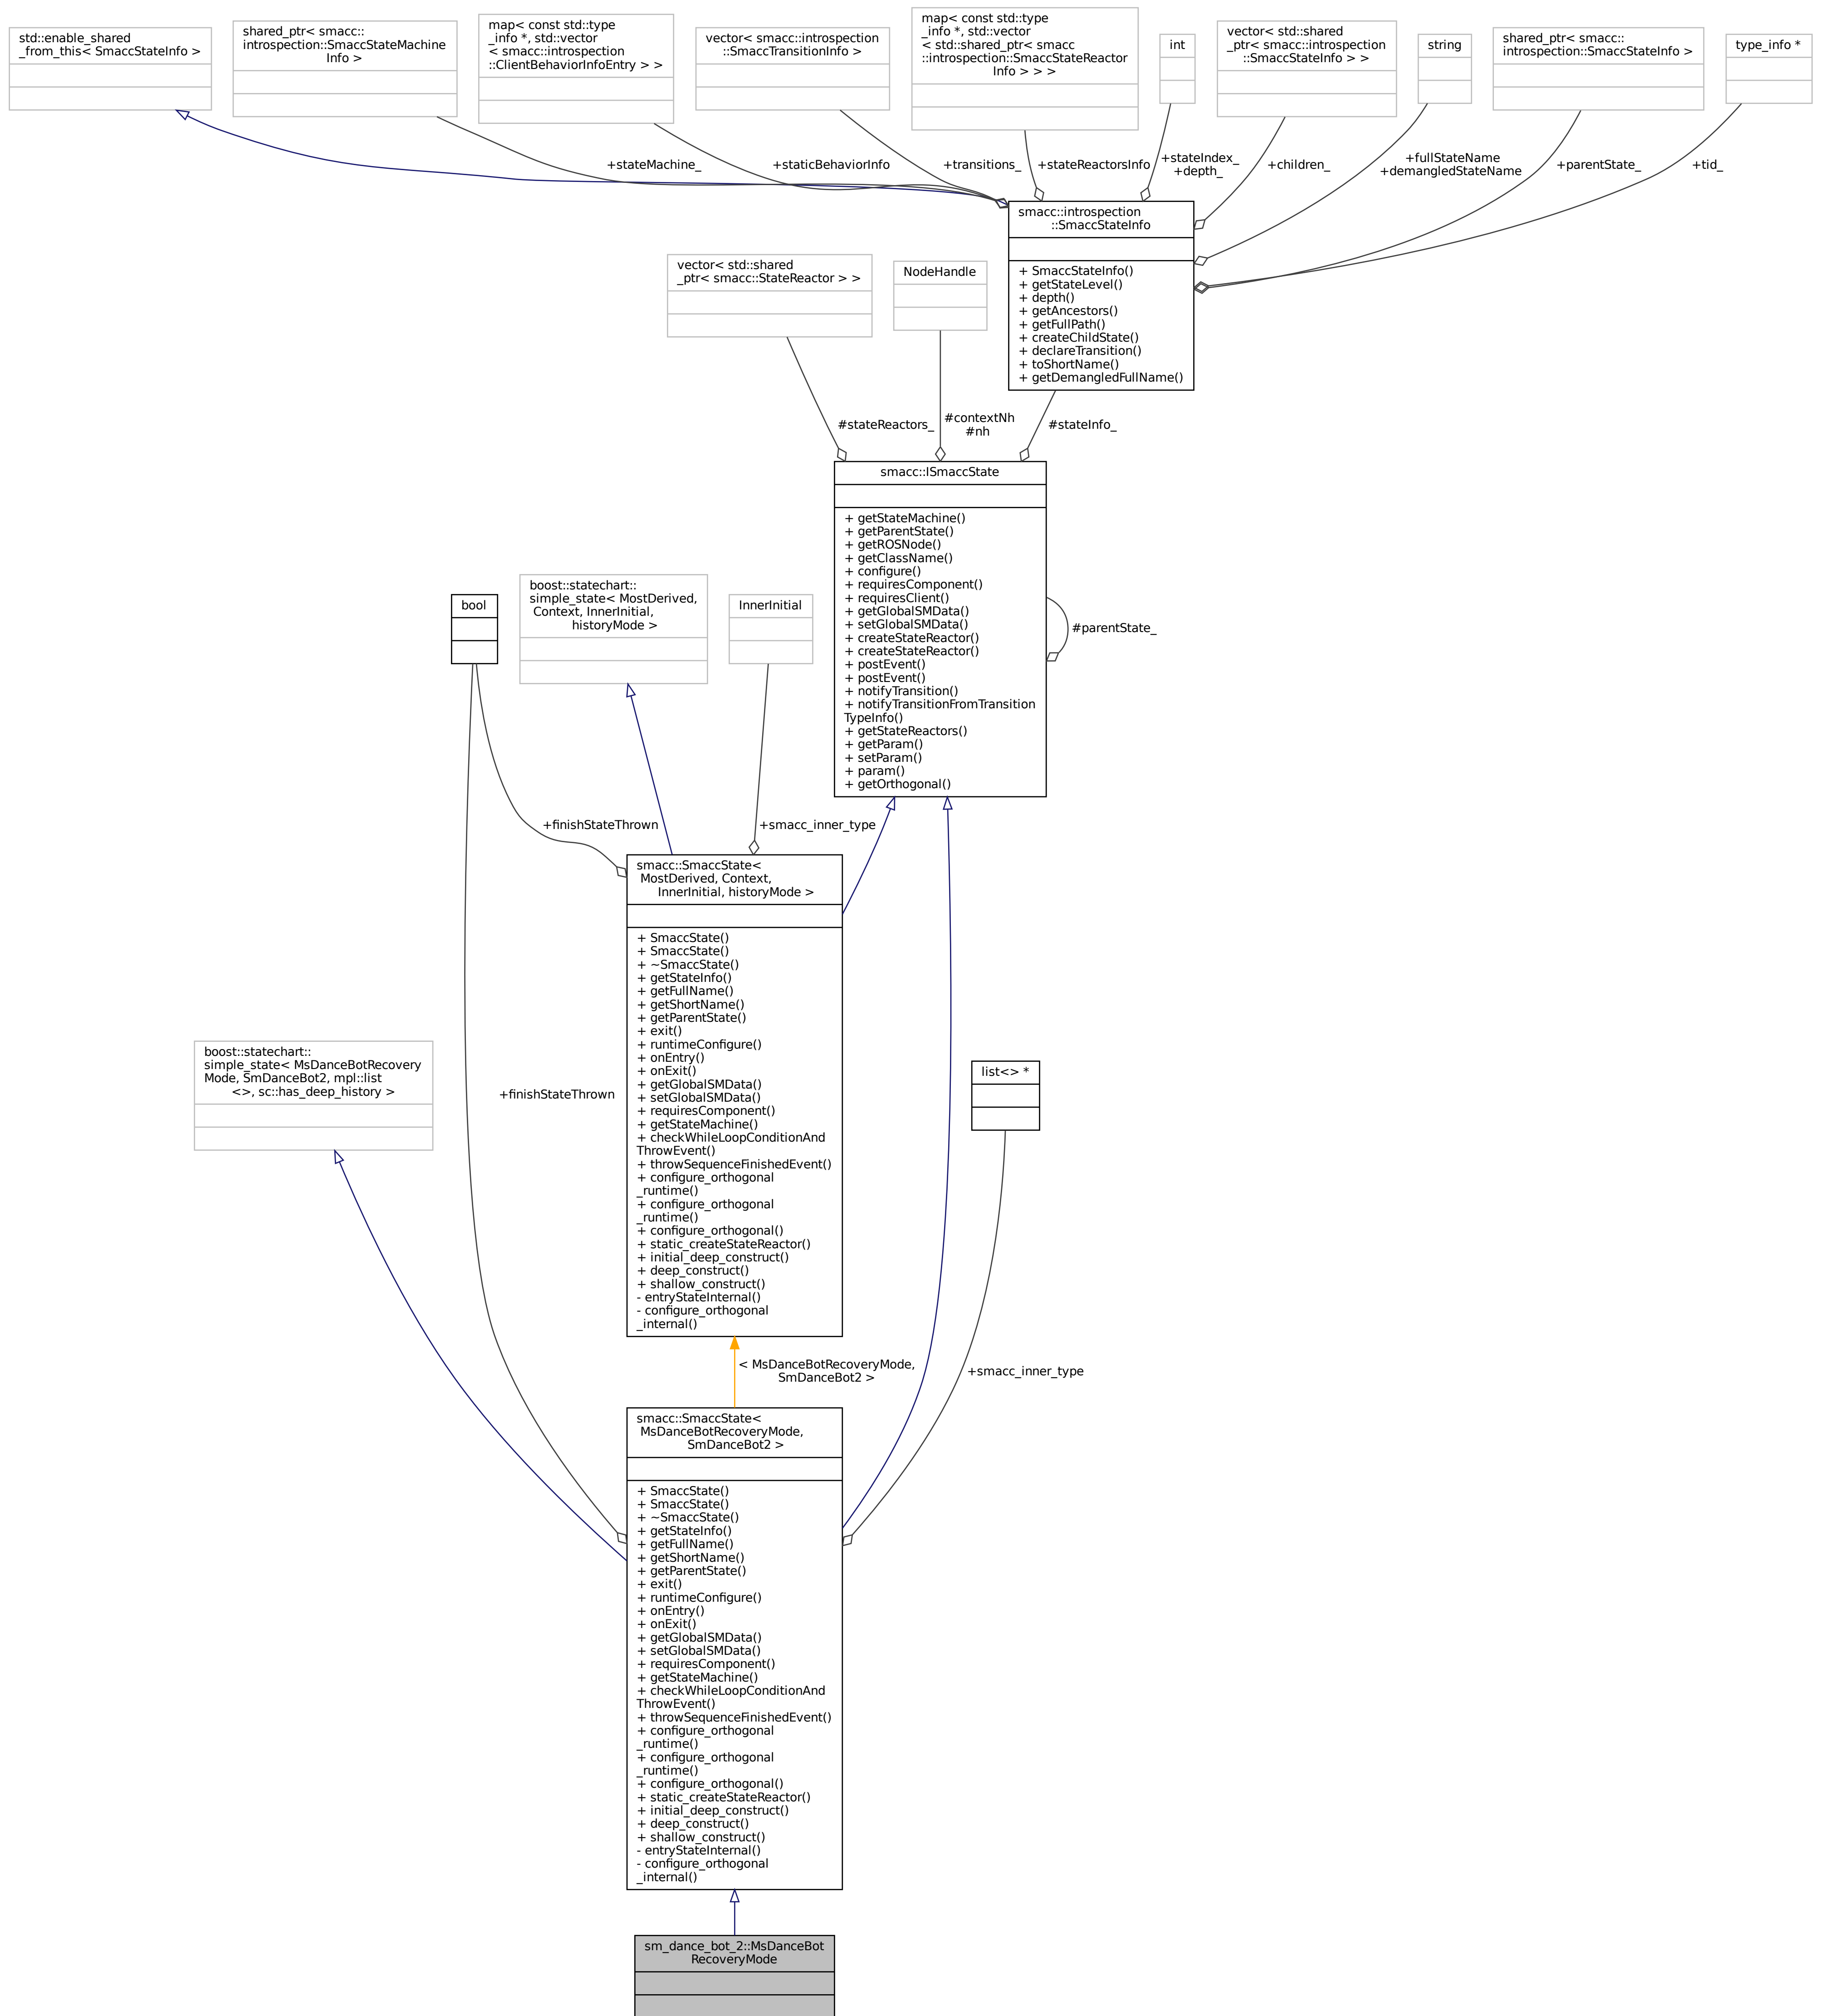 std::enable_shared
_from_this< SmaccStateInfo >
shared_ptr< smacc::
introspection::SmaccStateMachine
Info >
map< const std::type
_info *, std::vector
< smacc::introspection
::ClientBehaviorInfoEntry > >
vector< smacc::introspection
::SmaccTransitionInfo >
map< const std::type
_info *, std::vector
< std::shared_ptr< smacc
::introspection::SmaccStateReactor
Info > > >
int
vector< std::shared
_ptr< smacc::introspection
::SmaccStateInfo > >
string
shared_ptr< smacc::
introspection::SmaccStateInfo >
type_info *
+stateMachine_
+staticBehaviorInfo
+transitions_
+stateReactorsInfo
+stateIndex_
+depth_
+children_
+fullStateName
+demangledStateName
+parentState_
+tid_
smacc::introspection
::SmaccStateInfo
+ SmaccStateInfo()
+ getStateLevel()
+ depth()
+ getAncestors()
+ getFullPath()
+ createChildState()
+ declareTransition()
+ toShortName()
+ getDemangledFullName()
vector< std::shared
_ptr< smacc::StateReactor > >
NodeHandle
#stateReactors_
#contextNh
#nh
#stateInfo_
smacc::ISmaccState
+ getStateMachine()
+ getParentState()
+ getROSNode()
+ getClassName()
+ configure()
+ requiresComponent()
+ requiresClient()
+ getGlobalSMData()
+ setGlobalSMData()
+ createStateReactor()
+ createStateReactor()
+ postEvent()
+ postEvent()
+ notifyTransition()
+ notifyTransitionFromTransition
TypeInfo()
+ getStateReactors()
+ getParam()
+ setParam()
+ param()
+ getOrthogonal()
#parentState_
bool
boost::statechart::
simple_state< MostDerived,
Context, InnerInitial,
historyMode >
InnerInitial
+finishStateThrown
+smacc_inner_type
smacc::SmaccState<
MostDerived, Context,
InnerInitial, historyMode >
+ SmaccState()
+ SmaccState()
+ ~SmaccState()
+ getStateInfo()
+ getFullName()
+ getShortName()
+ getParentState()
+ exit()
+ runtimeConfigure()
+ onEntry()
+ onExit()
+ getGlobalSMData()
+ setGlobalSMData()
+ requiresComponent()
+ getStateMachine()
+ checkWhileLoopConditionAnd
ThrowEvent()
+ throwSequenceFinishedEvent()
+ configure_orthogonal
_runtime()
+ configure_orthogonal
_runtime()
+ configure_orthogonal()
+ static_createStateReactor()
+ initial_deep_construct()
+ deep_construct()
+ shallow_construct()
- entryStateInternal()
- configure_orthogonal
_internal()
boost::statechart::
simple_state< MsDanceBotRecovery
Mode, SmDanceBot2, mpl::list
<>, sc::has_deep_history >
+finishStateThrown
list<> *
< MsDanceBotRecoveryMode,
SmDanceBot2 >
+smacc_inner_type
smacc::SmaccState<
MsDanceBotRecoveryMode,
SmDanceBot2 >
+ SmaccState()
+ SmaccState()
+ ~SmaccState()
+ getStateInfo()
+ getFullName()
+ getShortName()
+ getParentState()
+ exit()
+ runtimeConfigure()
+ onEntry()
+ onExit()
+ getGlobalSMData()
+ setGlobalSMData()
+ requiresComponent()
+ getStateMachine()
+ checkWhileLoopConditionAnd
ThrowEvent()
+ throwSequenceFinishedEvent()
+ configure_orthogonal
_runtime()
+ configure_orthogonal
_runtime()
+ configure_orthogonal()
+ static_createStateReactor()
+ initial_deep_construct()
+ deep_construct()
+ shallow_construct()
- entryStateInternal()
- configure_orthogonal
_internal()
sm_dance_bot_2::MsDanceBot
RecoveryMode